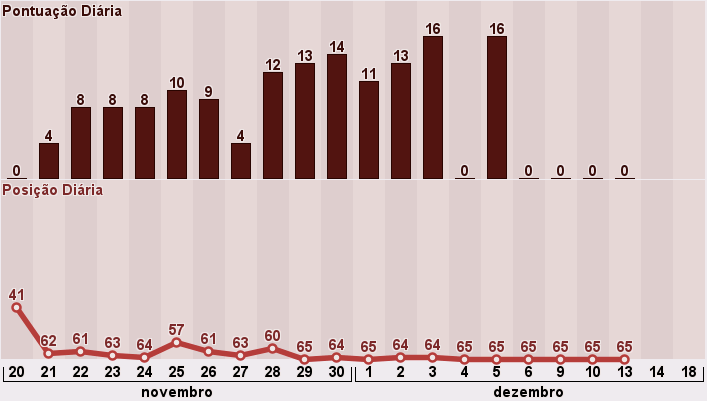 Pontuação Diária
0 4 8 8 8 10 9 4 12 13 14 11 13 16 0 16 0 0 0 0
Posição Diária
41 62 61 63 64 57 61 63 60 65 64 65 64 64 65 65 65 65 65 65
20 21 22 23 24 25 26 27 28 29 30 1 2 3 4 5 6 9 10 13 14 18
novembro dezembro